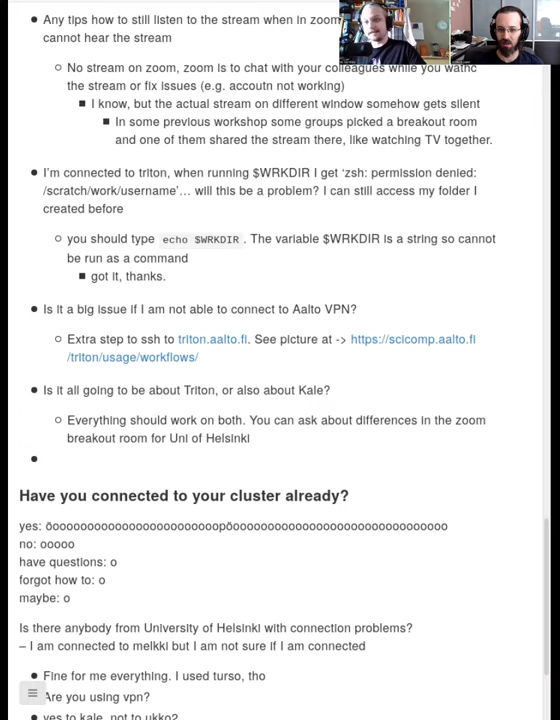 Any tips how to still listen to the stream when in zoom
cannot hear the stream
No stream on zoom, zoom is to chat with your colleagues while you wathc
the stream or fix issues (e.g. accoutn not working)
I know, but the actual stream on different window somehow gets silent
In some previous workshop some groups picked a breakout room
and one of them shared the stream there, like watching TV together.
I'm connected to triton, when running $WRKDIR I get 'zsh: permission denied:
/scratch/work/username'… will this be a problem? I can still access my folder I
created before
you should type echo $WRKDIR. The variable $WRKDIR is a string so cannot
be run as a command
got it, thanks.
Is it a big issue if I am not able to connect to Aalto VPN?
Extra step to ssh to triton.aalto.fi. See picture at -> https://scicomp.aalto.fi
/triton/usage/workflows/
Is it all going to be about Triton, or also about Kale?
Everything should work on both. You can ask about differences in the zoom
breakout room for Uni of Helsinki
Have you connected to your cluster already?
yes: õoooooooooooooooooooooooopõooooooooooooooooooooooooooooooo
no: ooooo
have questions: o
forgot how to: o
maybe: o
Is there anybody from University of Helsinki with connection problems?
– I am connected to melkki but I am not sure if I am connected
Fine for me everything. I used turso, tho
Are you using vpn?
yes to kale, not to ukko2